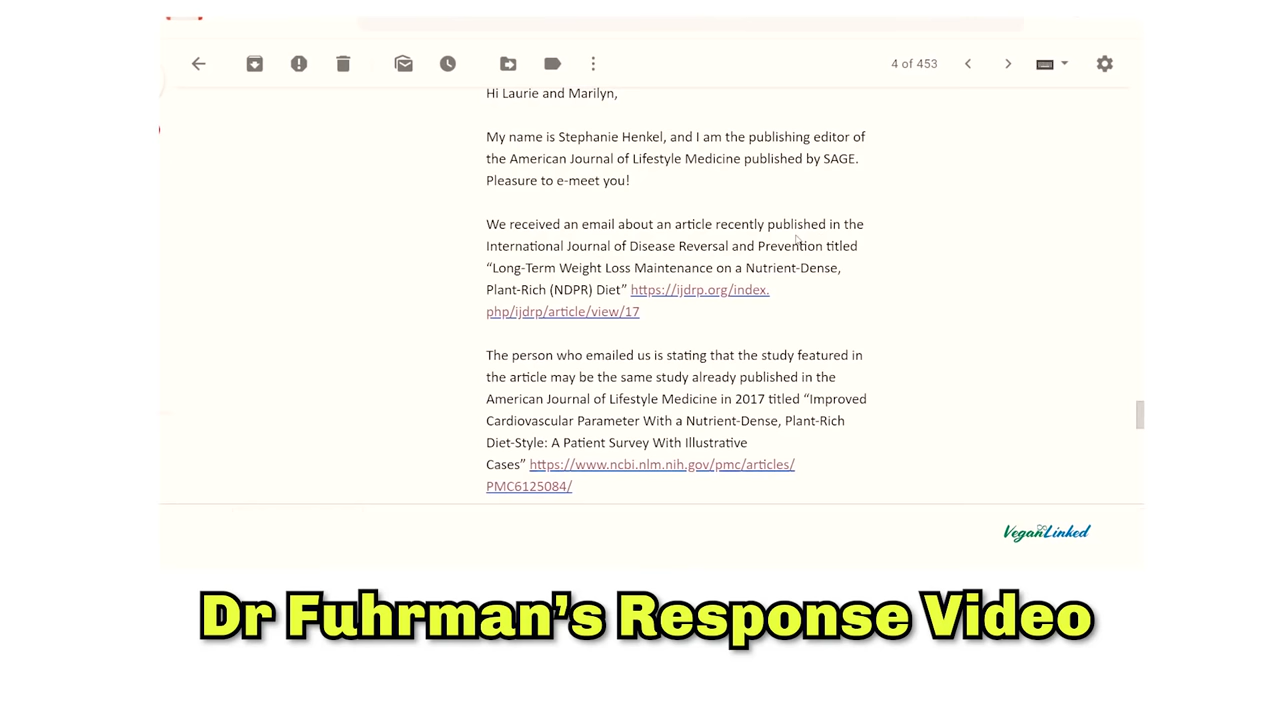 4 of 453
Hi Laurie and Marilyn,
My name is Stephanie Henkel, and I am the publishing editor of
the American Journal of Lifestyle Medicine published by SAGE.
Pleasure to e-meet you!
We received an email about an article recently published in the
International Journal of Disease Reversal and Prevention titled
“Long-Term Weight Loss Maintenance on a Nutrient-Dense,
Plant-Rich (NDPR) Diet” https://ijdrp.org/index.
php/ijdrp/article/view/17
The person who emailed us is stating that the study featured in
the article may be the same study already published in the
American Journal of Lifestyle Medicine in 2017 titled “Improved
Cardiovascular Parameter With a Nutrient-Dense, Plant-Rich
Diet-Style: A Patient Survey With Illustrative
Cases” https://www.ncbi.nlm.nih.gov/pmc/articles/
PMC6125084/
VeganLinked
Dr Fuhrman’s Response Video